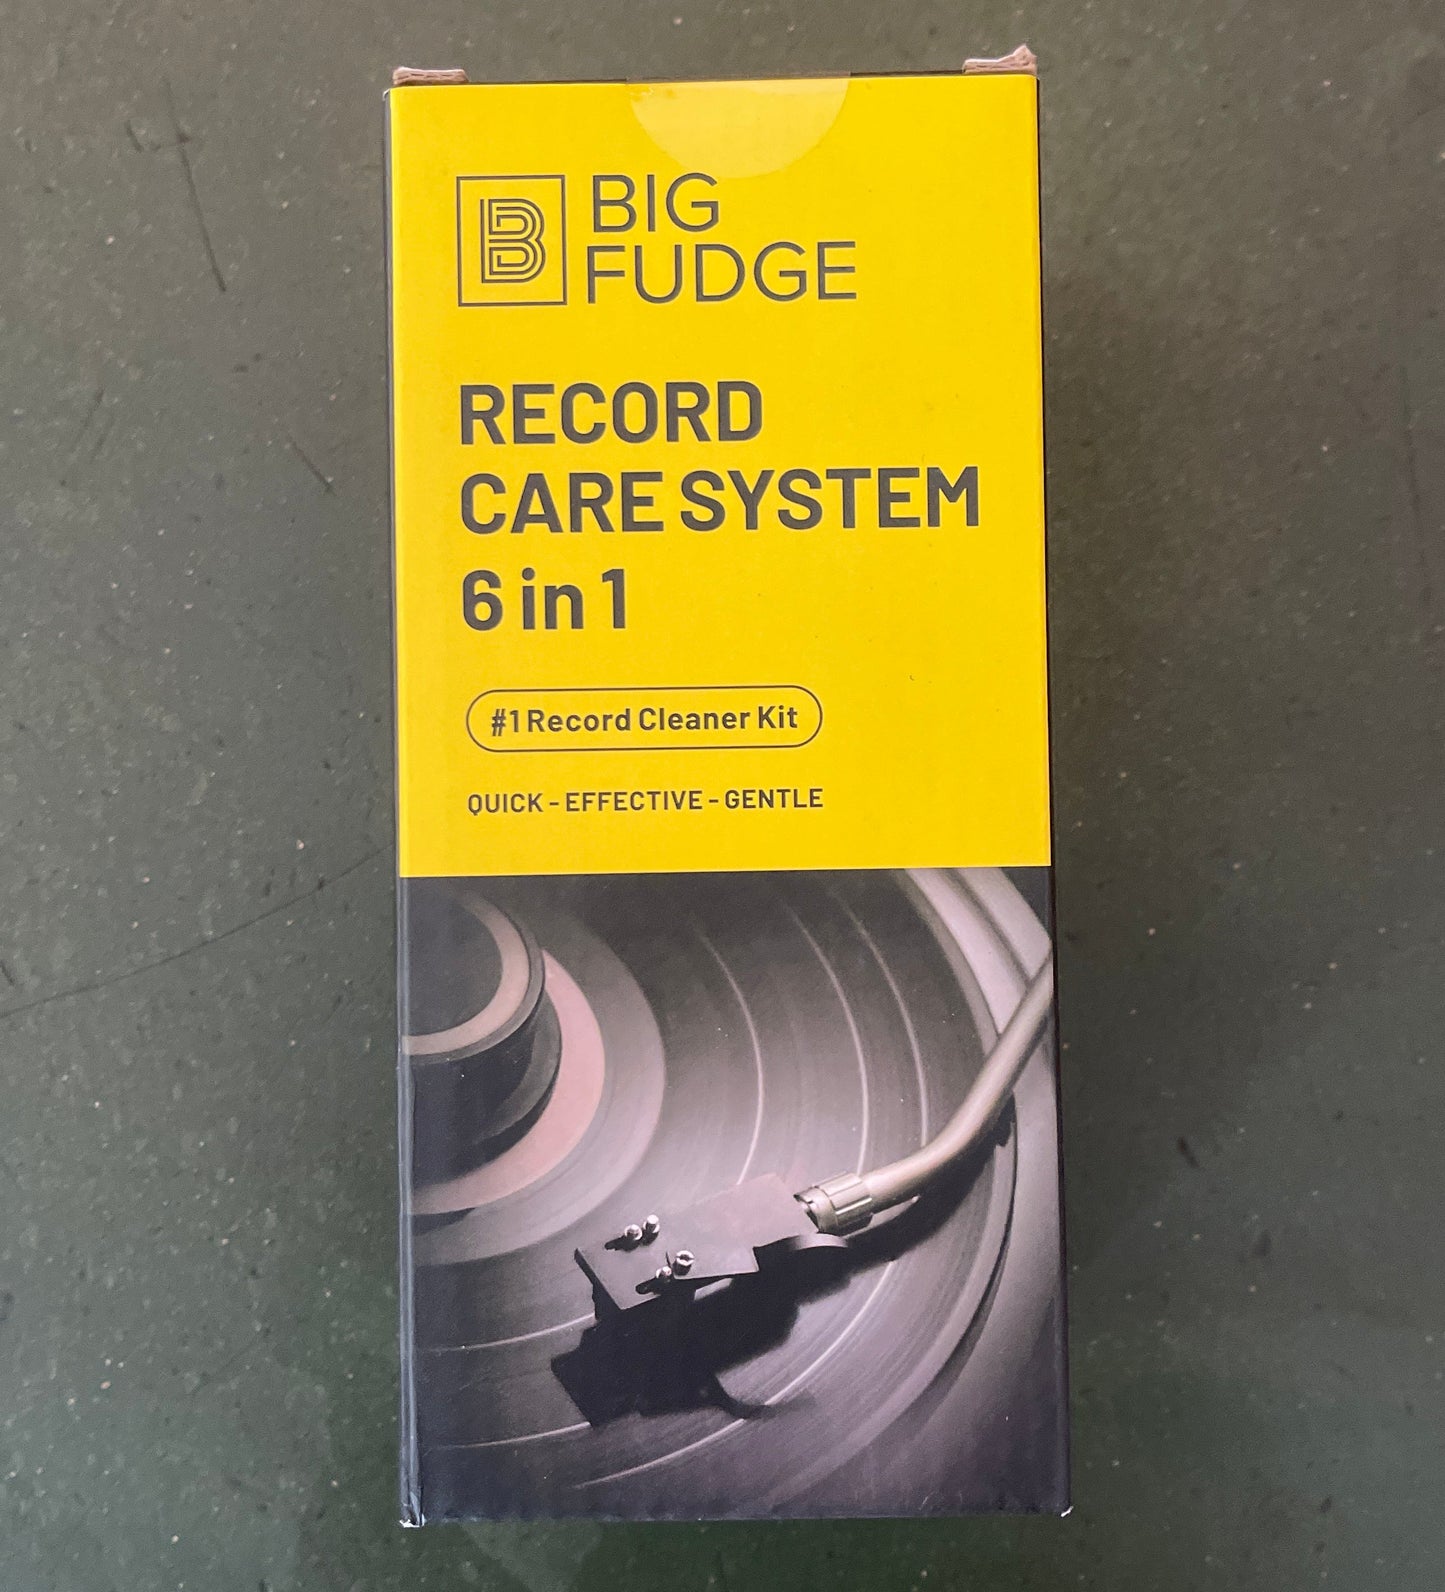 B
BIG
FUDGE
RECORD
CARE SYSTEM
6 in 1
#1 Record Cleaner Kit
QUICK - EFFECTIVE - GENTLE